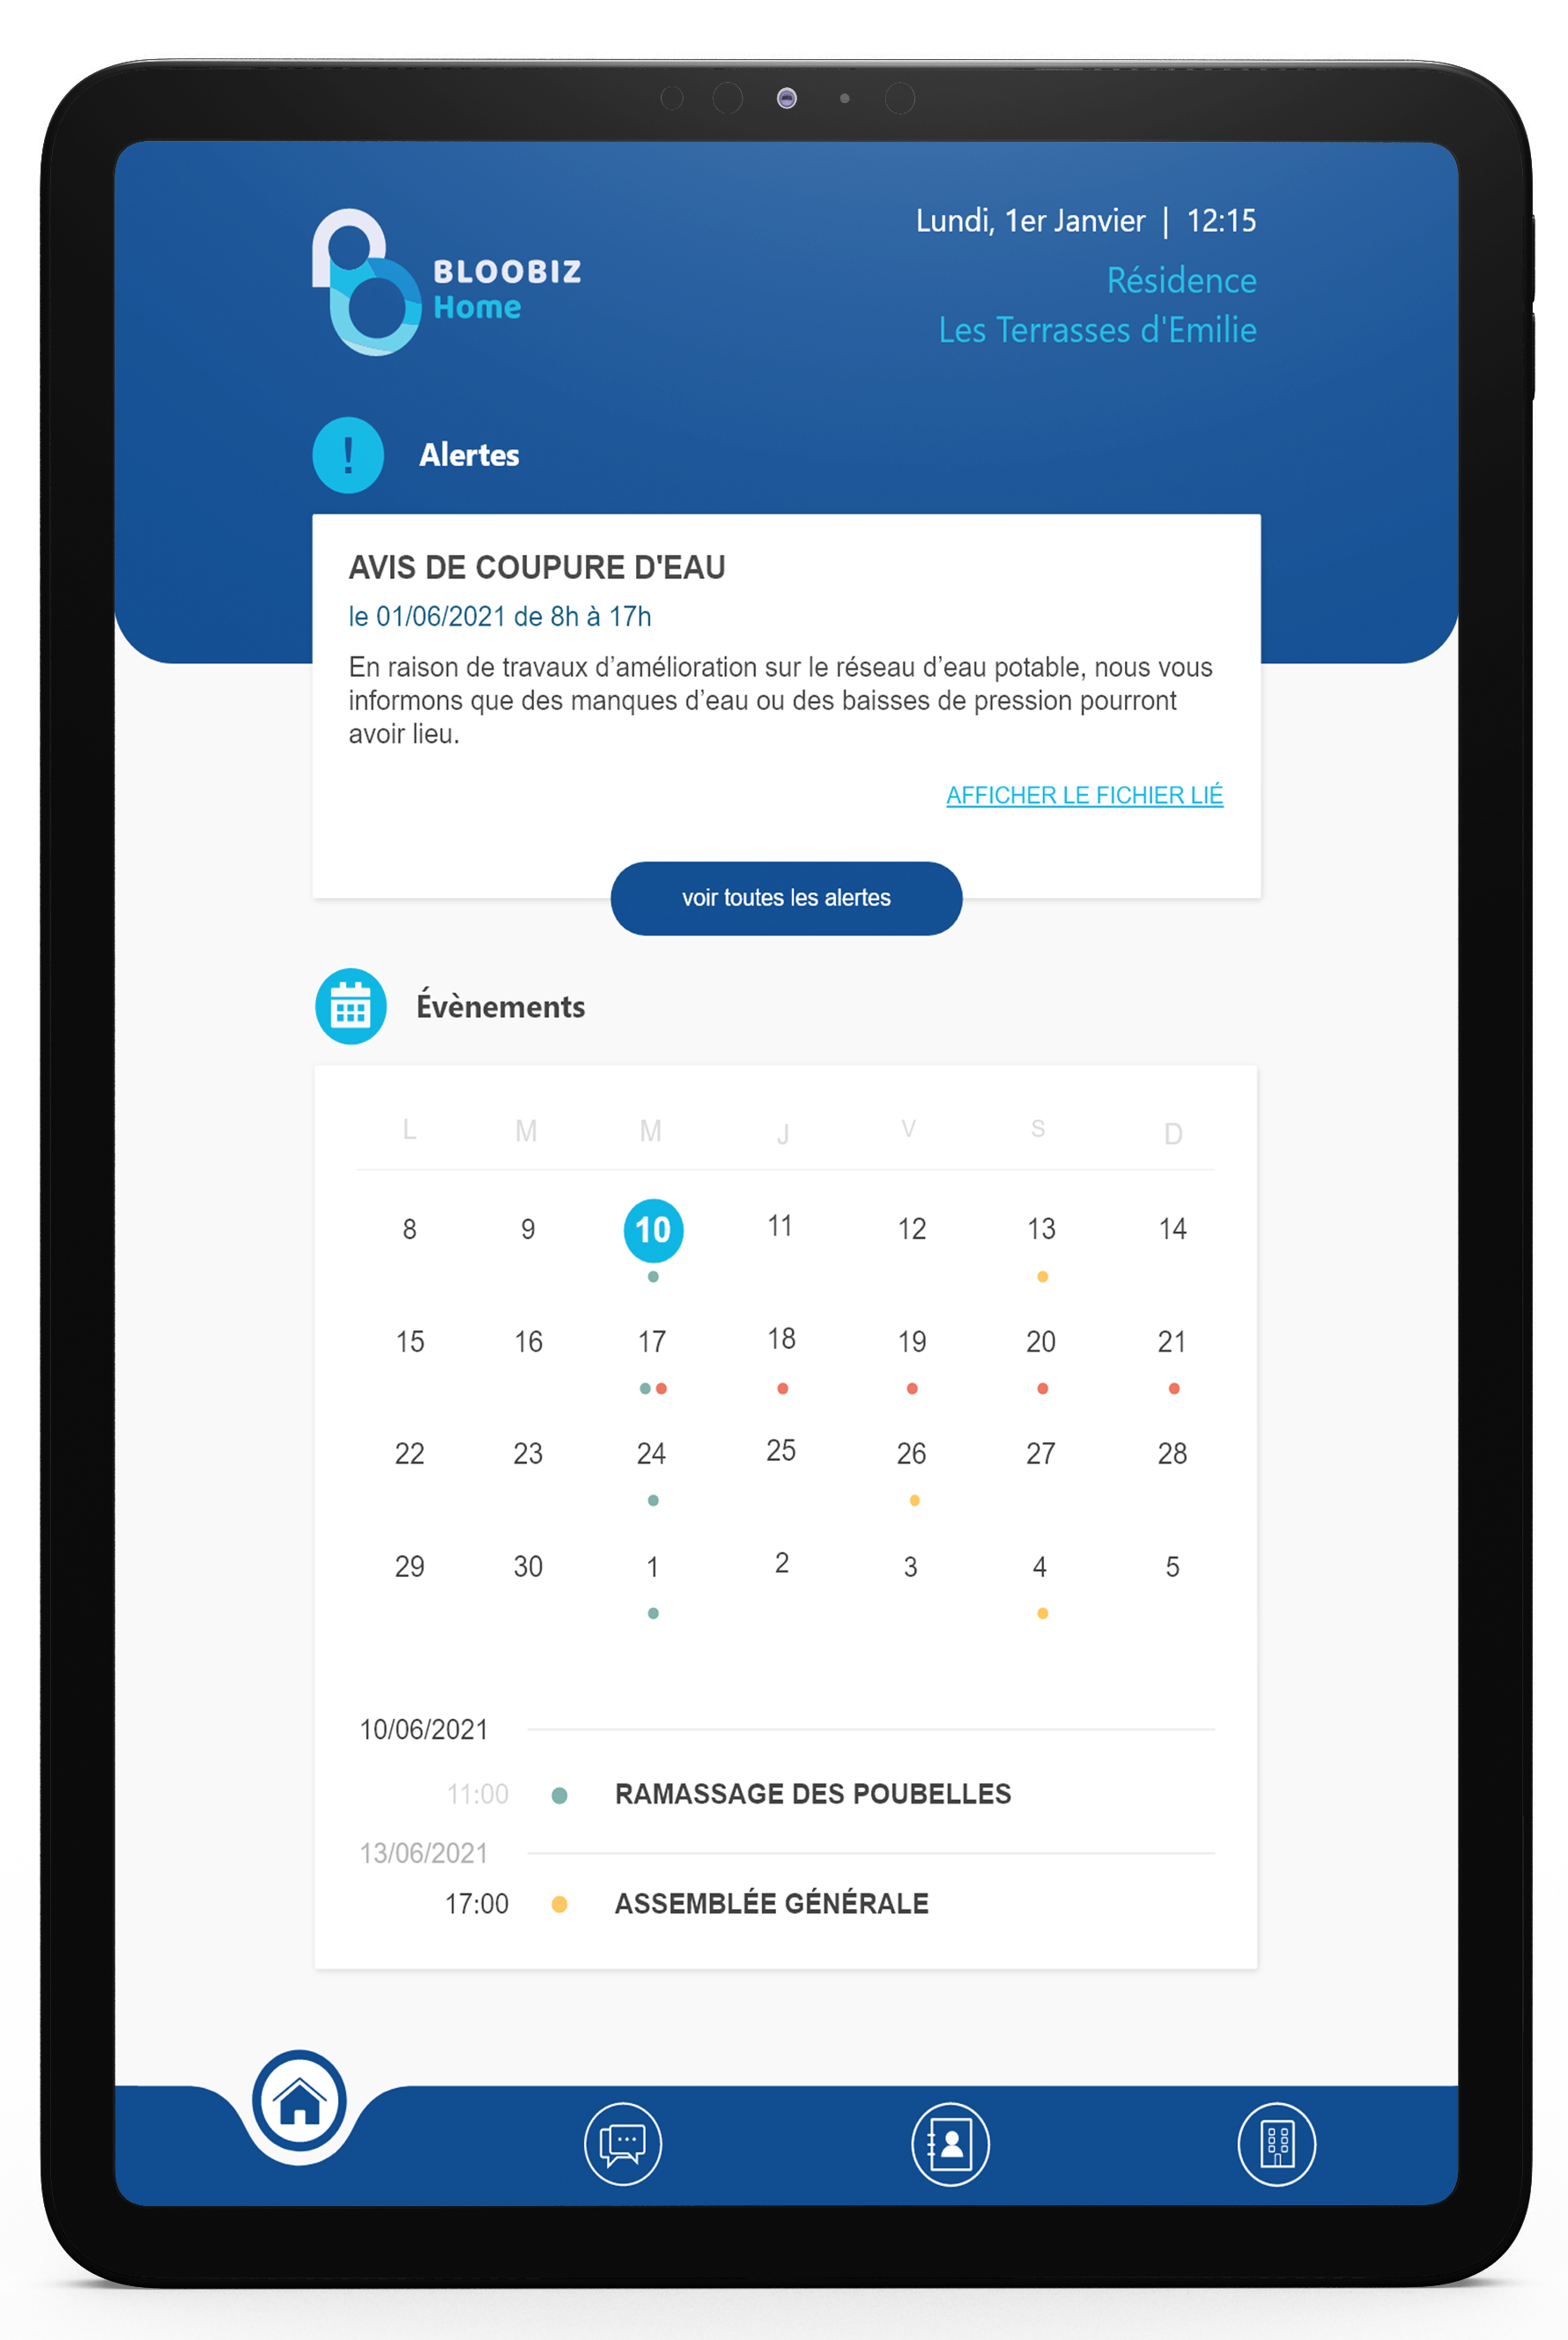 BLOOBIZ
Home
Lundi, 1er Janvier | 12:15
Résidence
Les Terrasses d'Emilie
! Alertes
AVIS DE COUPURE D'EAU
le 01/06/2021 de 8h à 17h
En raison de travaux d’amélioration sur le réseau d’eau potable, nous vous
informons que des manques d’eau ou des baisses de pression pourront
avoir lieu.
AFFICHER LE FICHIER LIÉ
voir toutes les alertes
Évènements
L M M J V S D
8 9 10 11 12 13 14
15 16 17 18 19 20 21
22 23 24 25 26 27 28
29 30 1 2 3 4 5
10/06/2021
11:00 RAMASSAGE DES POUBELLES
13/06/2021
17:00 ASSEMBLÉE GÉNÉRALE